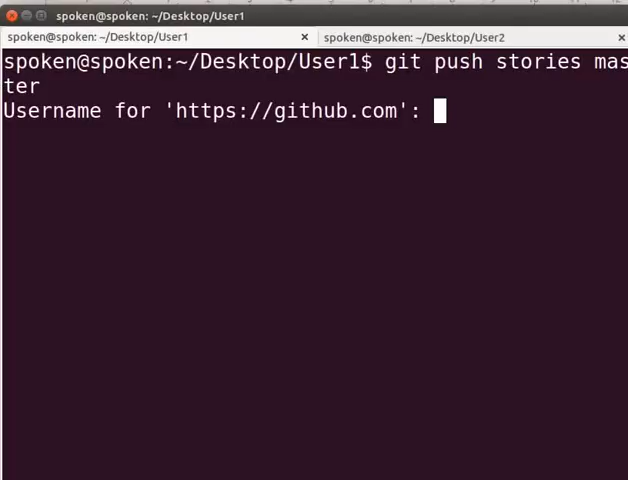 spoken@spoken: ~/Desktop/User1
spoken@spoken: ~/Desktop/User1 × spoken@spoken: ~/Desktop/User2 ×
spoken@spoken:~/Desktop/User1$ git push stories mas
ter
Username for 'https://github.com':